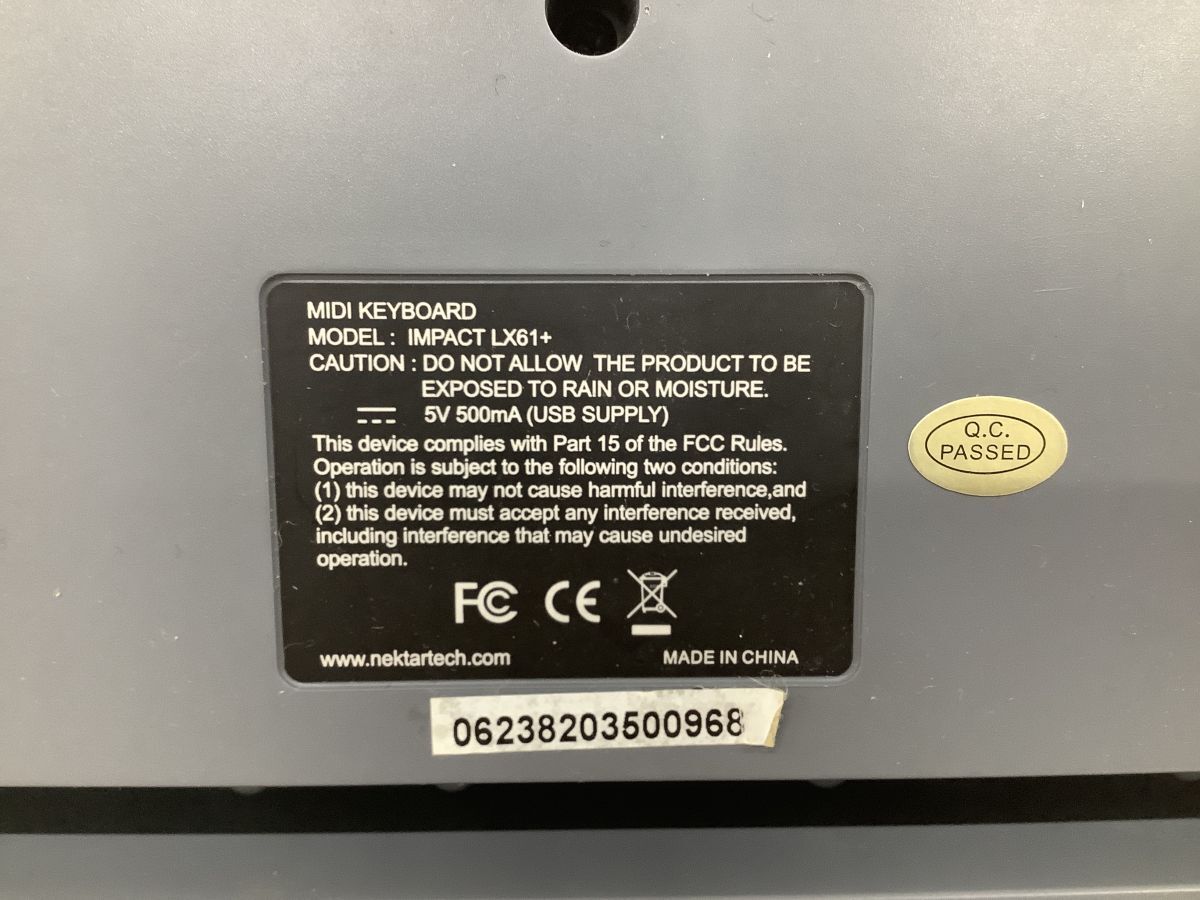 MIDI KEYBOARD
MODEL : IMPACT LX61+
CAUTION : DO NOT ALLOW THE PRODUCT TO BE
EXPOSED TO RAIN OR MOISTURE.
5V 500mA (USB SUPPLY)
This device complies with Part 15 of the FCC Rules.
Operation is subject to the following two conditions:
(1) this device may not cause harmful interference,and
(2) this device must accept any interference received,
including interference that may cause undesired
operation.
FC CE
www.nektartech.com MADE IN CHINA
06238203500968
Q.C.
PASSED